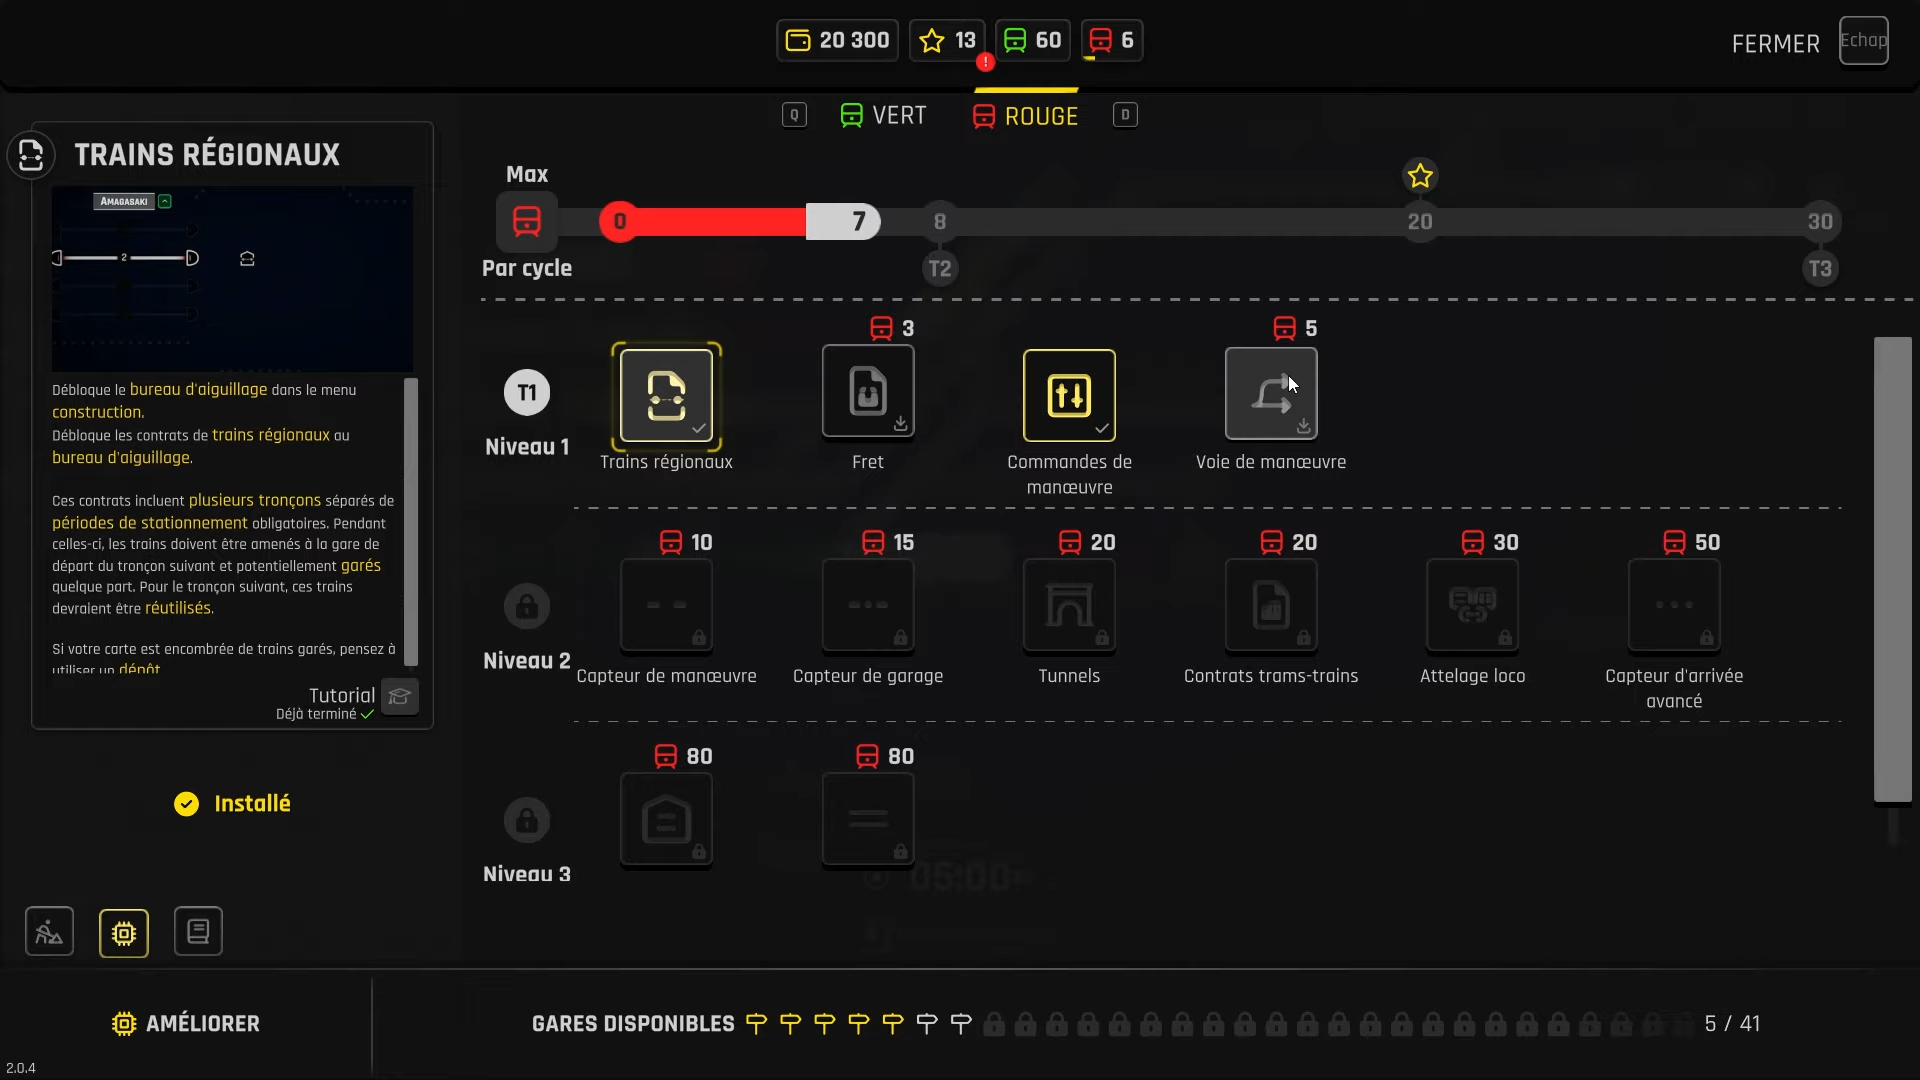 20 300
13
!
60
6
FERMER
Echap
Q
VERT
ROUGE
D
TRAINS RÉGIONAUX
AMAGASAKI
2
Débloque le bureau d'aiguillage dans le menu
construction.
Débloque les contrats de trains régionaux au
bureau d'aiguillage.
Ces contrats incluent plusieurs tronçons séparés de
périodes de stationnement obligatoires. Pendant
celles-ci, les trains doivent être amenés à la gare de
départ du tronçon suivant et potentiellement garés
quelque part. Pour le tronçon suivant, ces trains
devraient être réutilisés.
Si votre carte est encombrée de trains garés, pensez à
utiliser un dépôt
Tutorial
Déjà terminé
Installé
Max
0
7
8
20
30
Par cycle
T2
T3
3
5
T1
Niveau 1
Trains régionaux
Fret
Commandes de
manœuvre
Voie de manœuvre
10
15
20
20
30
50
Niveau 2
Capteur de manœuvre
Capteur de garage
Tunnels
Contrats trams-trains
Attelage loco
Capteur d'arrivée
avancé
80
80
Niveau 3
05:00
AMÉLIORER
GARES DISPONIBLES
5 / 41
2.0.4